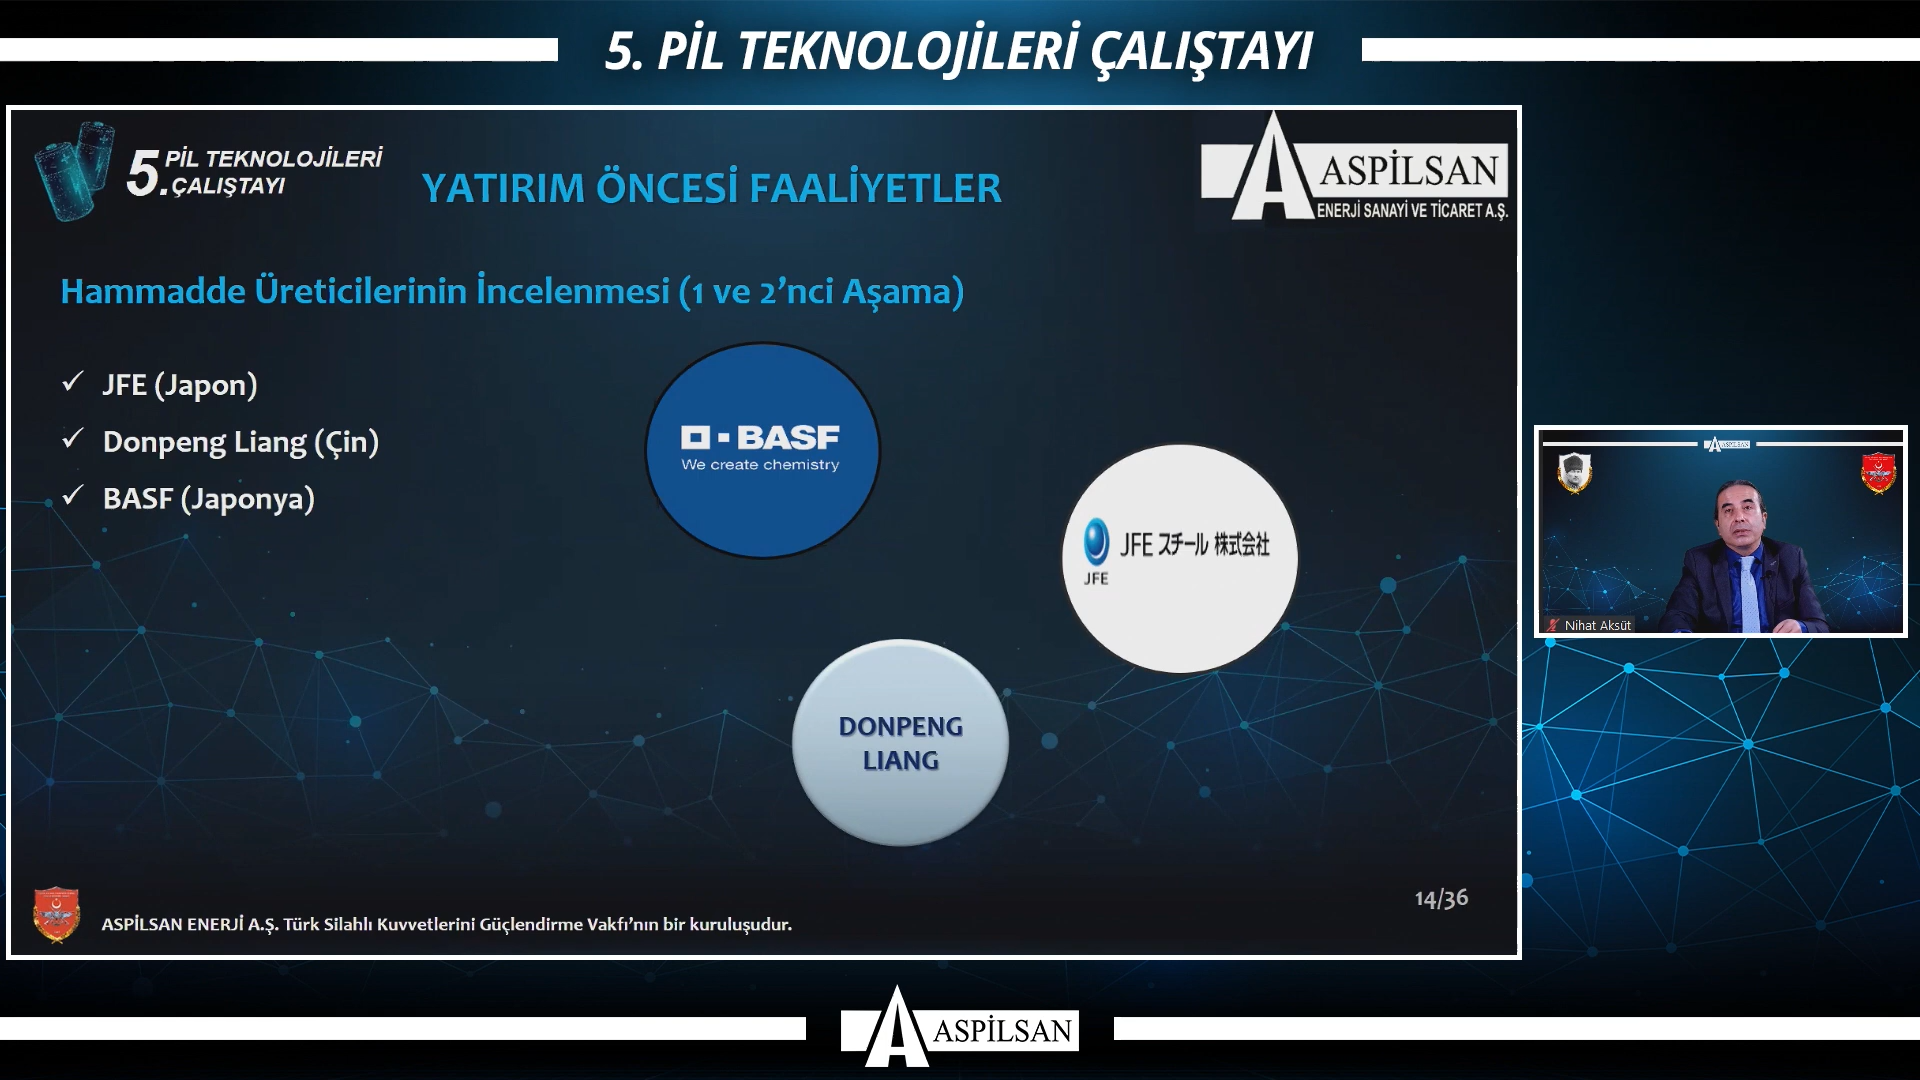 5. PİL TEKNOLOJİLERİ ÇALIŞTAYI
5. PİL TEKNOLOJİLERİ
ÇALIŞTAYI
YATIRIM ÖNCESİ FAALİYETLER
ASPİLSAN
ENERJİ SANAYİ VE TİCARET A.Ş.
Hammadde Üreticilerinin İncelenmesi (1 ve 2’nci Aşama)
JFE (Japon)
Donpeng Liang (Çin)
BASF (Japonya)
BASF
We create chemistry
JFE スチール 株式会社
JFE
DONPENG
LIANG
ASPİLSAN
Nihat Aksüt
14/36
ASPİLSAN ENERJİ A.Ş. Türk Silahlı Kuvvetlerini Güçlendirme Vakfı’nın bir kuruluşudur.
ASPİLSAN